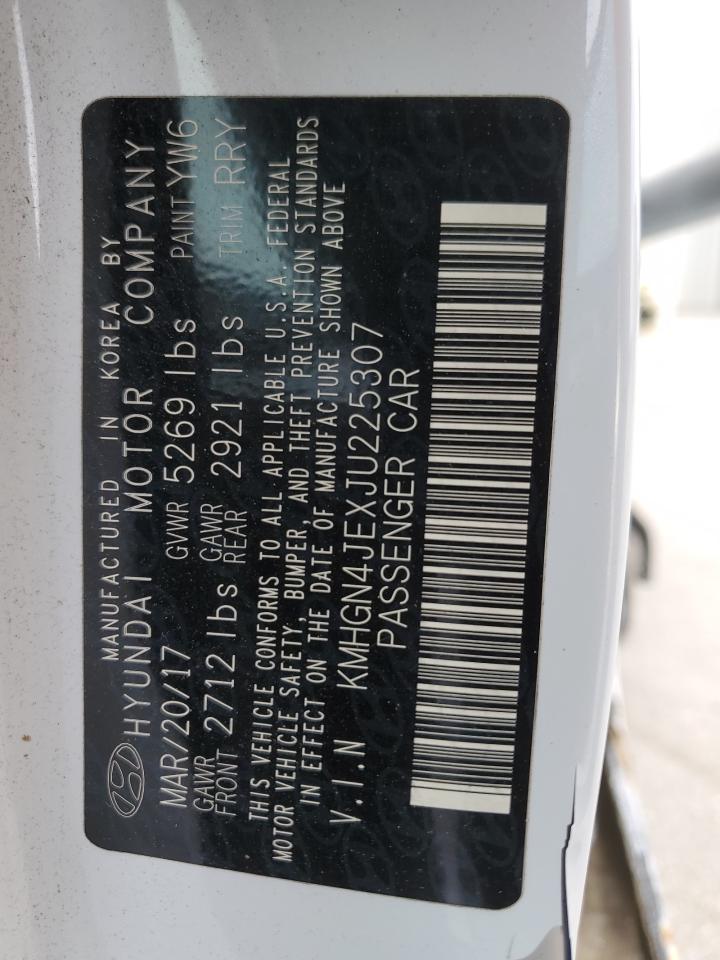 MANUFACTURED IN KOREA BY
HYUNDAI MOTOR COMPANY
MAR/20/17 GVWR 5269 lbs PAINT YW6
GAWR FRONT 2712 lbs GAWR REAR 2921 lbs TRIM RRY
THIS VEHICLE CONFORMS TO ALL APPLICABLE U.S.A. FEDERAL
MOTOR VEHICLE SAFETY, BUMPER, AND THEFT PREVENTION STANDARDS
IN EFFECT ON THE DATE OF MANUFACTURE SHOWN ABOVE
V.I.N KMHGN4JEXJU225307
PASSENGER CAR